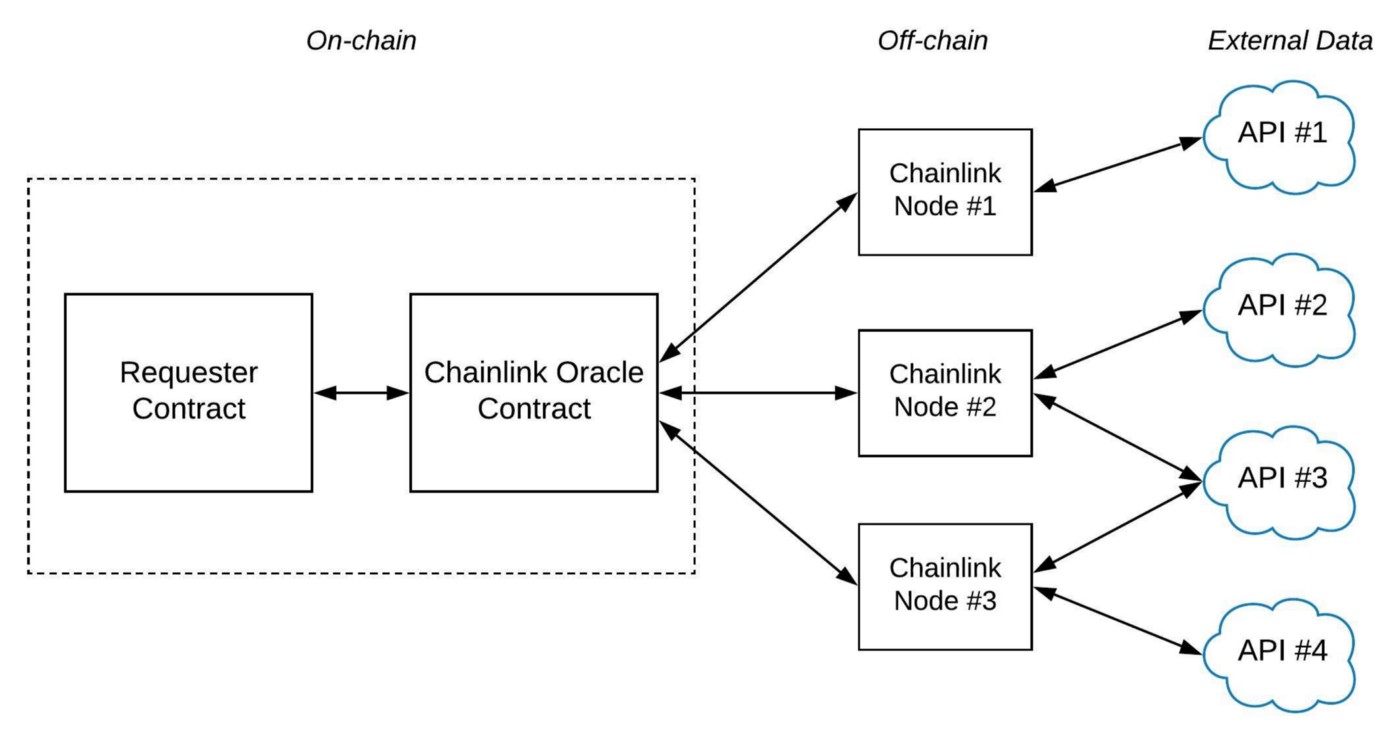 On-chain
Off-chain
External Data
Requester
Contract
Chainlink Oracle
Contract
Chainlink
Node #1
Chainlink
Node #2
Chainlink
Node #3
API #1
API #2
API #3
API #4